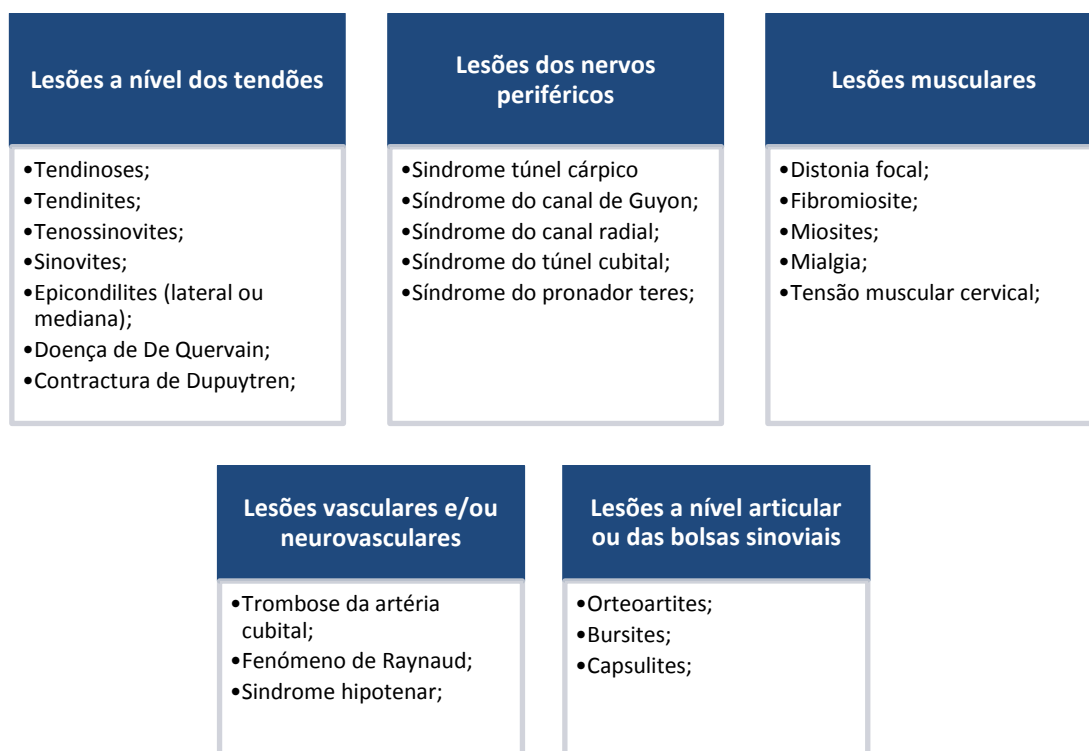 Lesões a nível dos tendões
•Tendinoses;
•Tendinites;
•Tenossinovites;
•Sinovites;
•Epicondilites (lateral ou
mediana);
•Doença de De Quervain;
•Contractura de Dupuytren;
Lesões dos nervos
periféricos
•Sindrome túnel cárpico
•Síndrome do canal de Guyon;
•Síndrome do canal radial;
•Síndrome do túnel cubital;
•Síndrome do pronador teres;
Lesões musculares
•Distonia focal;
•Fibromiosite;
•Miosites;
•Mialgia;
•Tensão muscular cervical;
Lesões vasculares e/ou
neurovasculares
•Trombose da artéria
cubital;
•Fenómeno de Raynaud;
•Sindrome hipotenar;
Lesões a nível articular
ou das bolsas sinoviais
•Orteoartites;
•Bursites;
•Capsulites;